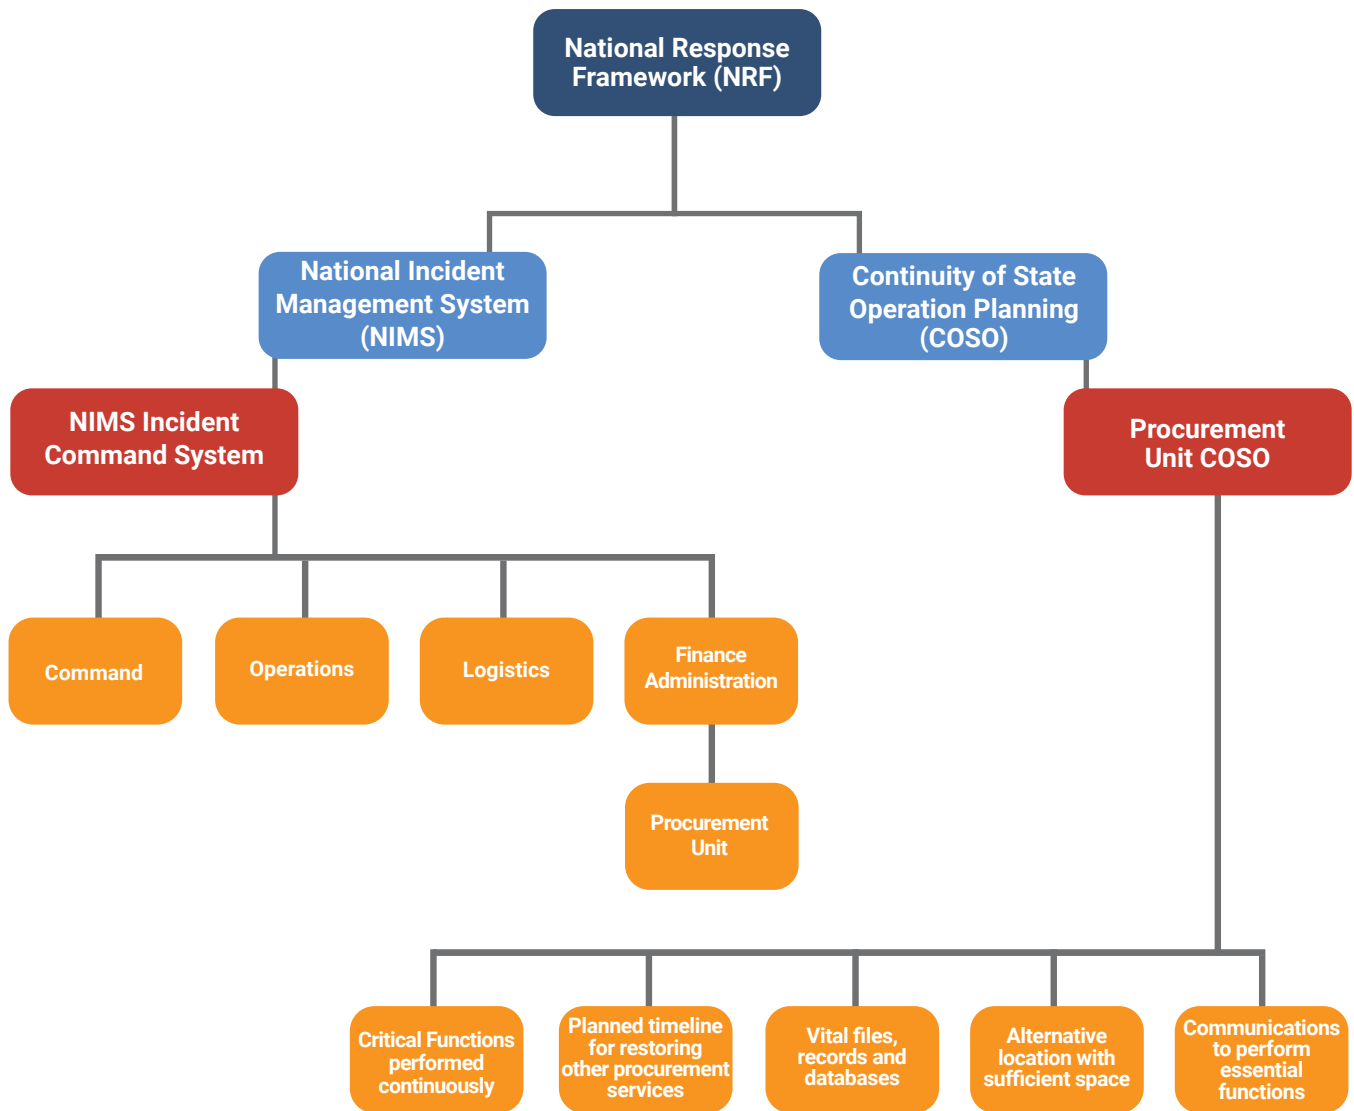 National Response
Framework (NRF)
National Incident
Management System
(NIMS)
Continuity of State
Operation Planning
(COSO)
NIMS Incident
Command System
Procurement
Unit COSO
Command
Operations
Logistics
Finance
Administration
Procurement
Unit
Critical Functions
performed
continuously
Planned timeline
for restoring
other procurement
services
Vital files,
records and
databases
Alternative
location with
sufficient space
Communications
to perform
essential
functions